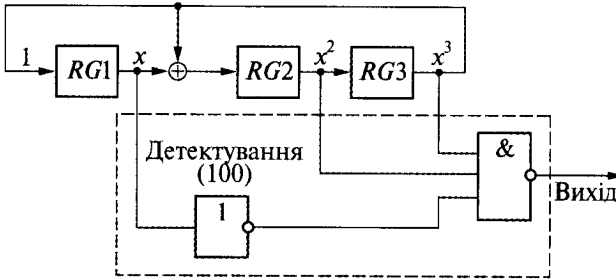 1 RG1 x ⊕ RG2 x² RG3 x³
Детектування
(100)
1
&
Вихід